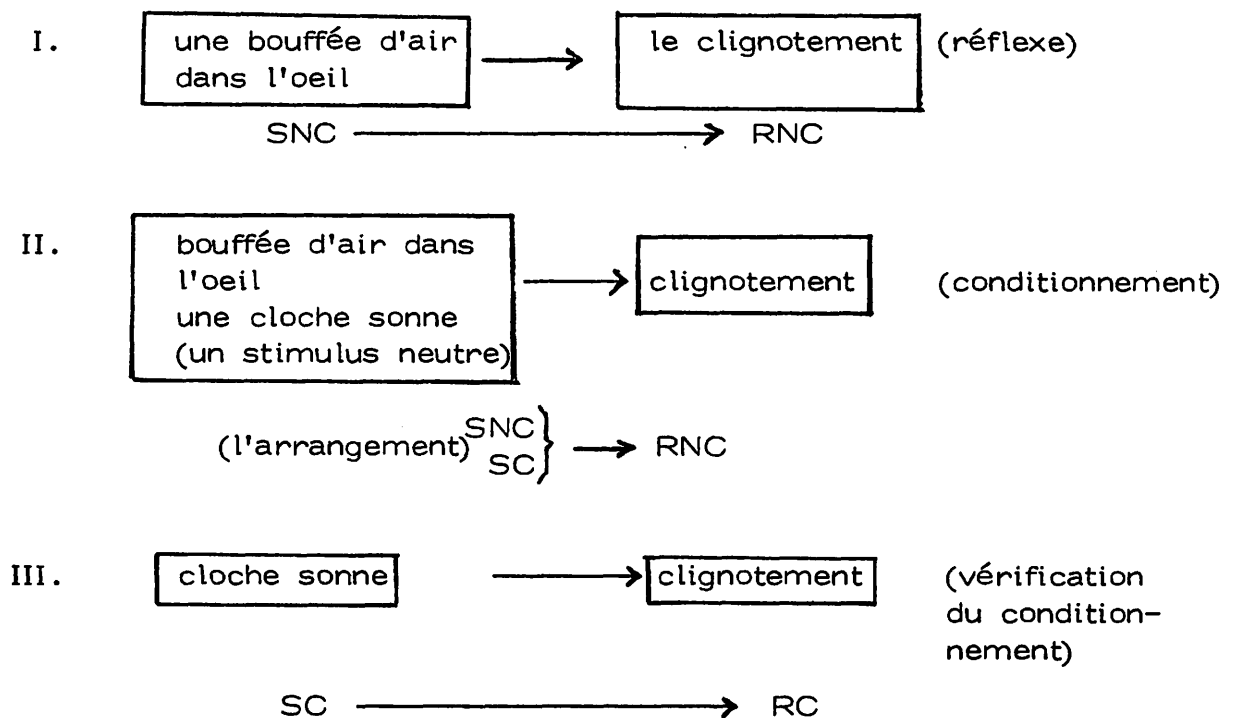 I. une bouffée d'air le clignotement (réflexe)
dans l'oeil
SNC RNC
II. bouffée d'air dans
l'oeil clignotement (conditionnement)
une cloche sonne
(un stimulus neutre)
(l'arrangement) SNC } RNC
SC
III. cloche sonne clignotement (vérification
du condition-
nement)
SC RC